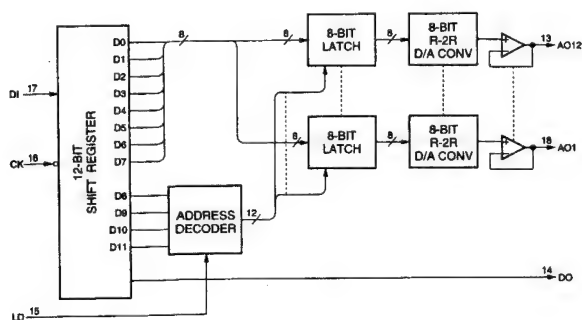 DI 17
CK 16
LD 15
12-BIT
SHIFT REGISTER
D0
D1
D2
D3
D4
D5
D6
D7
D8
D9
D10
D11
8
8
8-BIT
LATCH
8
8-BIT
R-2R
D/A CONV
+
-
13
AO12
8
8-BIT
LATCH
8
8-BIT
R-2R
D/A CONV
+
-
18
AO1
ADDRESS
DECODER
12
14
DO